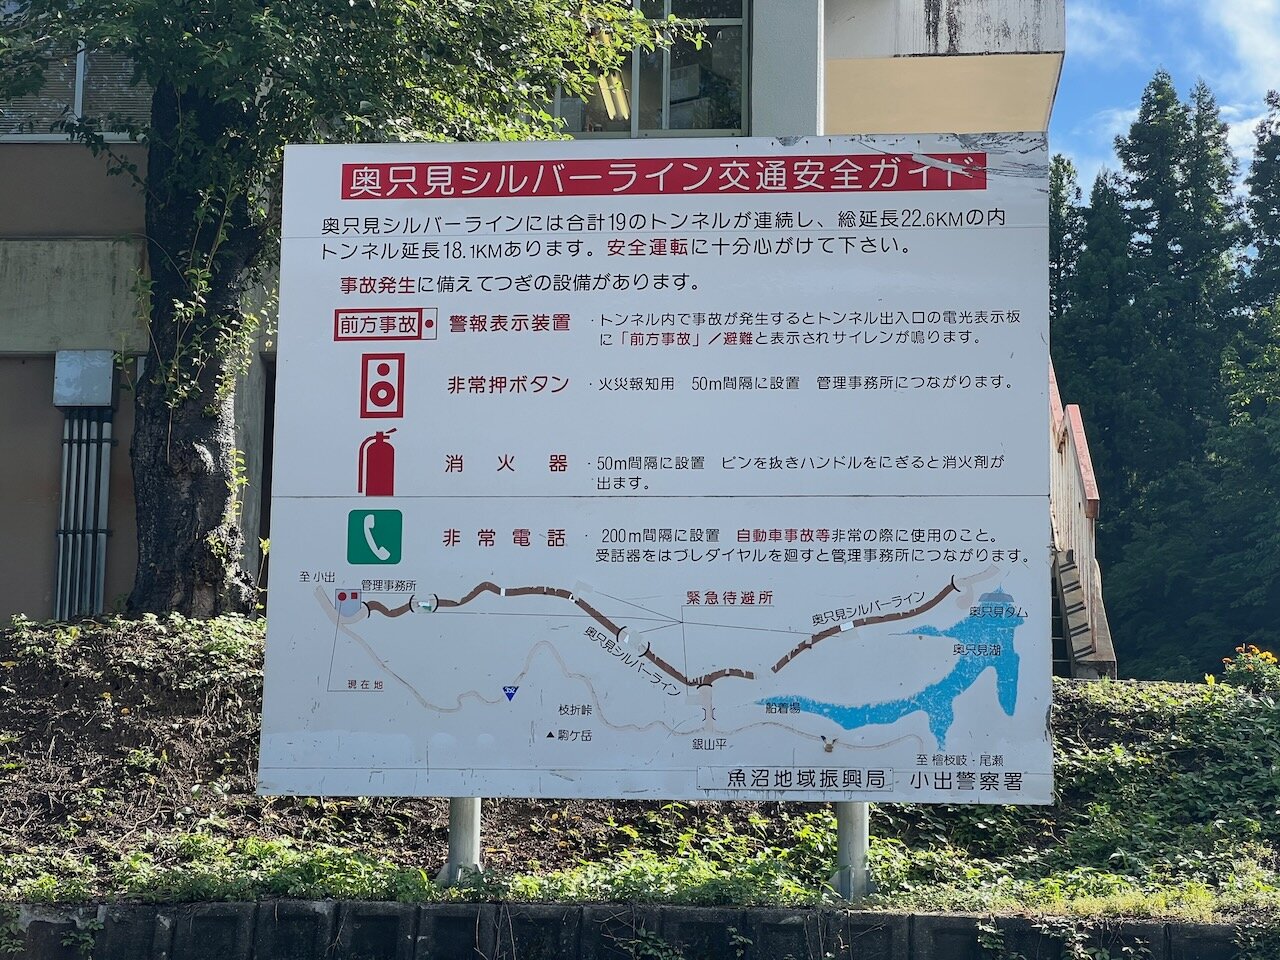 奥只見シルバーライン交通安全ガイド
奥只見シルバーラインには合計19のトンネルが連続し、総延長22.6KMの内
トンネル延長18.1KMあります。安全運転に十分心がけて下さい。
事故発生に備えてつぎの設備があります。
前方事故 警報表示装置 ・トンネル内で事故が発生するとトンネル出入口の電光表示板
に「前方事故」／避難と表示されサイレンが鳴ります。
非常押ボタン ・火災報知用 50m間隔に設置 管理事務所につながります。
消火器 ・50m間隔に設置 ピンを抜きハンドルをにぎると消火剤が
出ます。
非常電話 ・200m間隔に設置 自動車事故等非常の際に使用のこと。
受話器をはづしダイヤルを廻すと管理事務所につながります。
至 小出
管理事務所
緊急待避所
奥只見シルバーライン
奥只見ダム
奥只見シルバーライン
奥只見湖
現在地
352
枝折峠
船着場
▲駒ケ岳
銀山平
至 檜枝岐・尾瀬
魚沼地域振興局 小出警察署